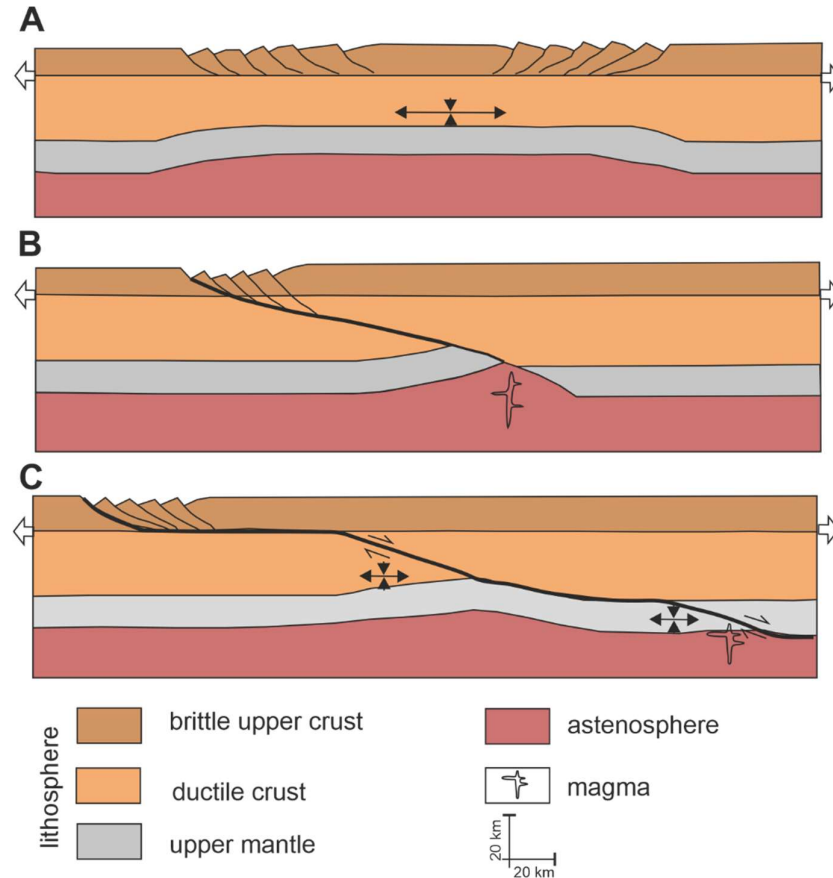 A
B
C
lithosphere
brittle upper crust
ductile crust
upper mantle
astenosphere
magma
20 km
20 km